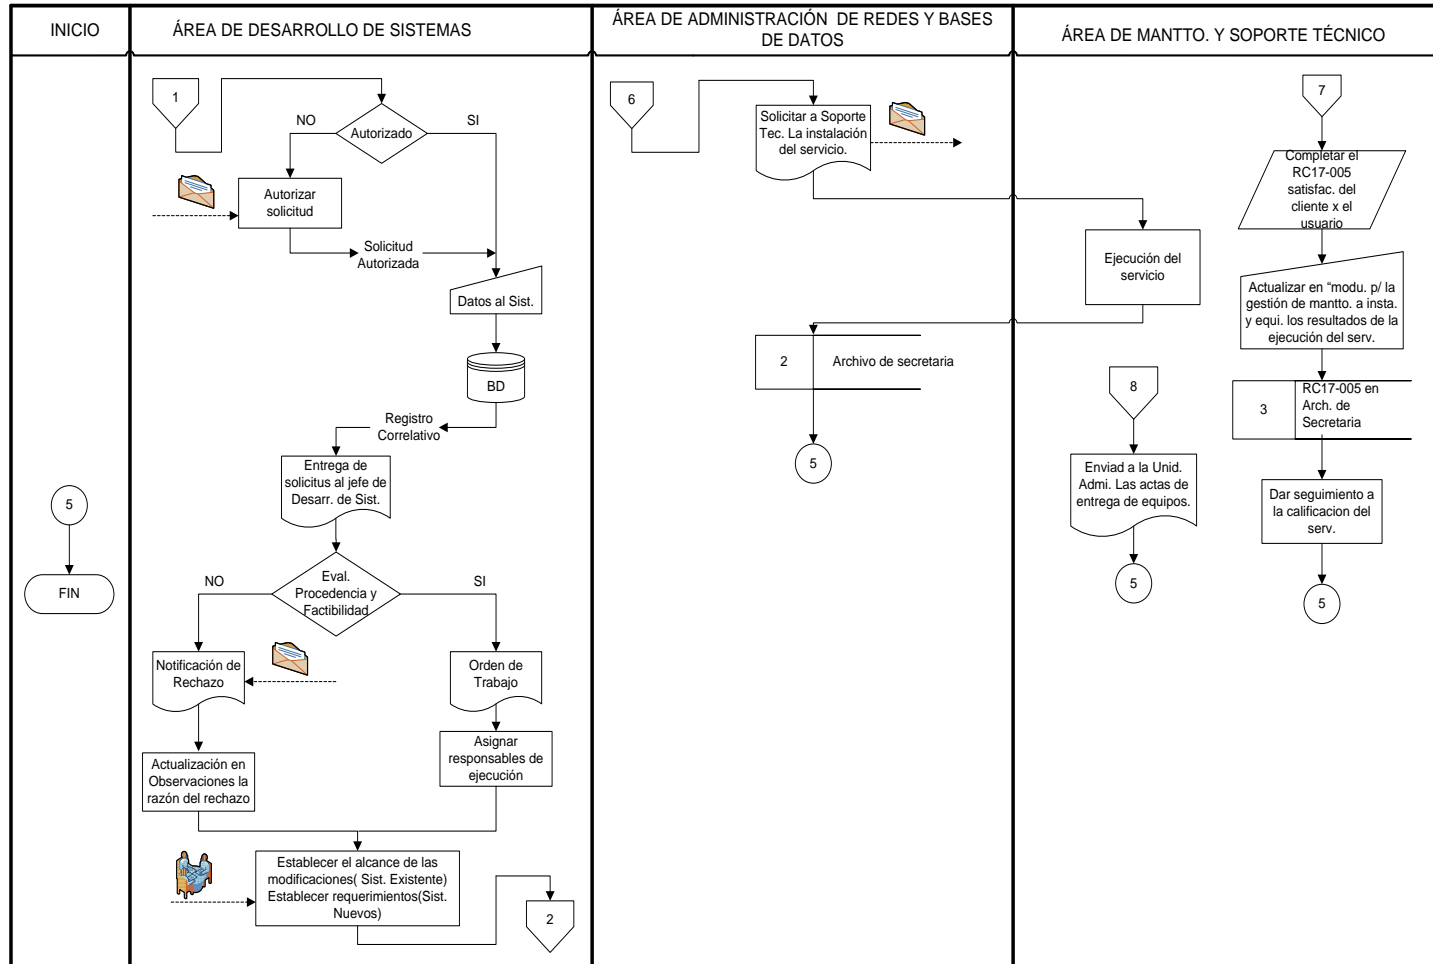 INICIO
ÁREA DE DESARROLLO DE SISTEMAS
ÁREA DE ADMINISTRACIÓN DE REDES Y BASES
DE DATOS
ÁREA DE MANTTO. Y SOPORTE TÉCNICO
5
FIN
1
Autorizado
NO
SI
Autorizar
solicitud
Solicitud
Autorizada
Datos al Sist.
BD
Registro
Correlativo
Entrega de
solicitus al jefe de
Desarr. de Sist.
Eval.
Procedencia y
Factibilidad
NO
SI
Notificación de
Rechazo
Orden de
Trabajo
Actualización en
Observaciones la
razón del rechazo
Asignar
responsables de
ejecución
Establecer el alcance de las
modificaciones( Sist. Existente)
Establecer requerimientos(Sist.
Nuevos)
2
6
Solicitar a Soporte
Tec. La instalación
del servicio.
2
Archivo de secretaria
5
Ejecución del
servicio
8
Enviad a la Unid.
Admi. Las actas de
entrega de equipos.
5
7
Completar el
RC17-005
satisfac. del
cliente x el
usuario
Actualizar en “modu. p/ la
gestión de mantto. a insta.
y equi. los resultados de la
ejecución del serv.
3
RC17-005 en
Arch. de
Secretaria
Dar seguimiento a
la calificacion del
serv.
5